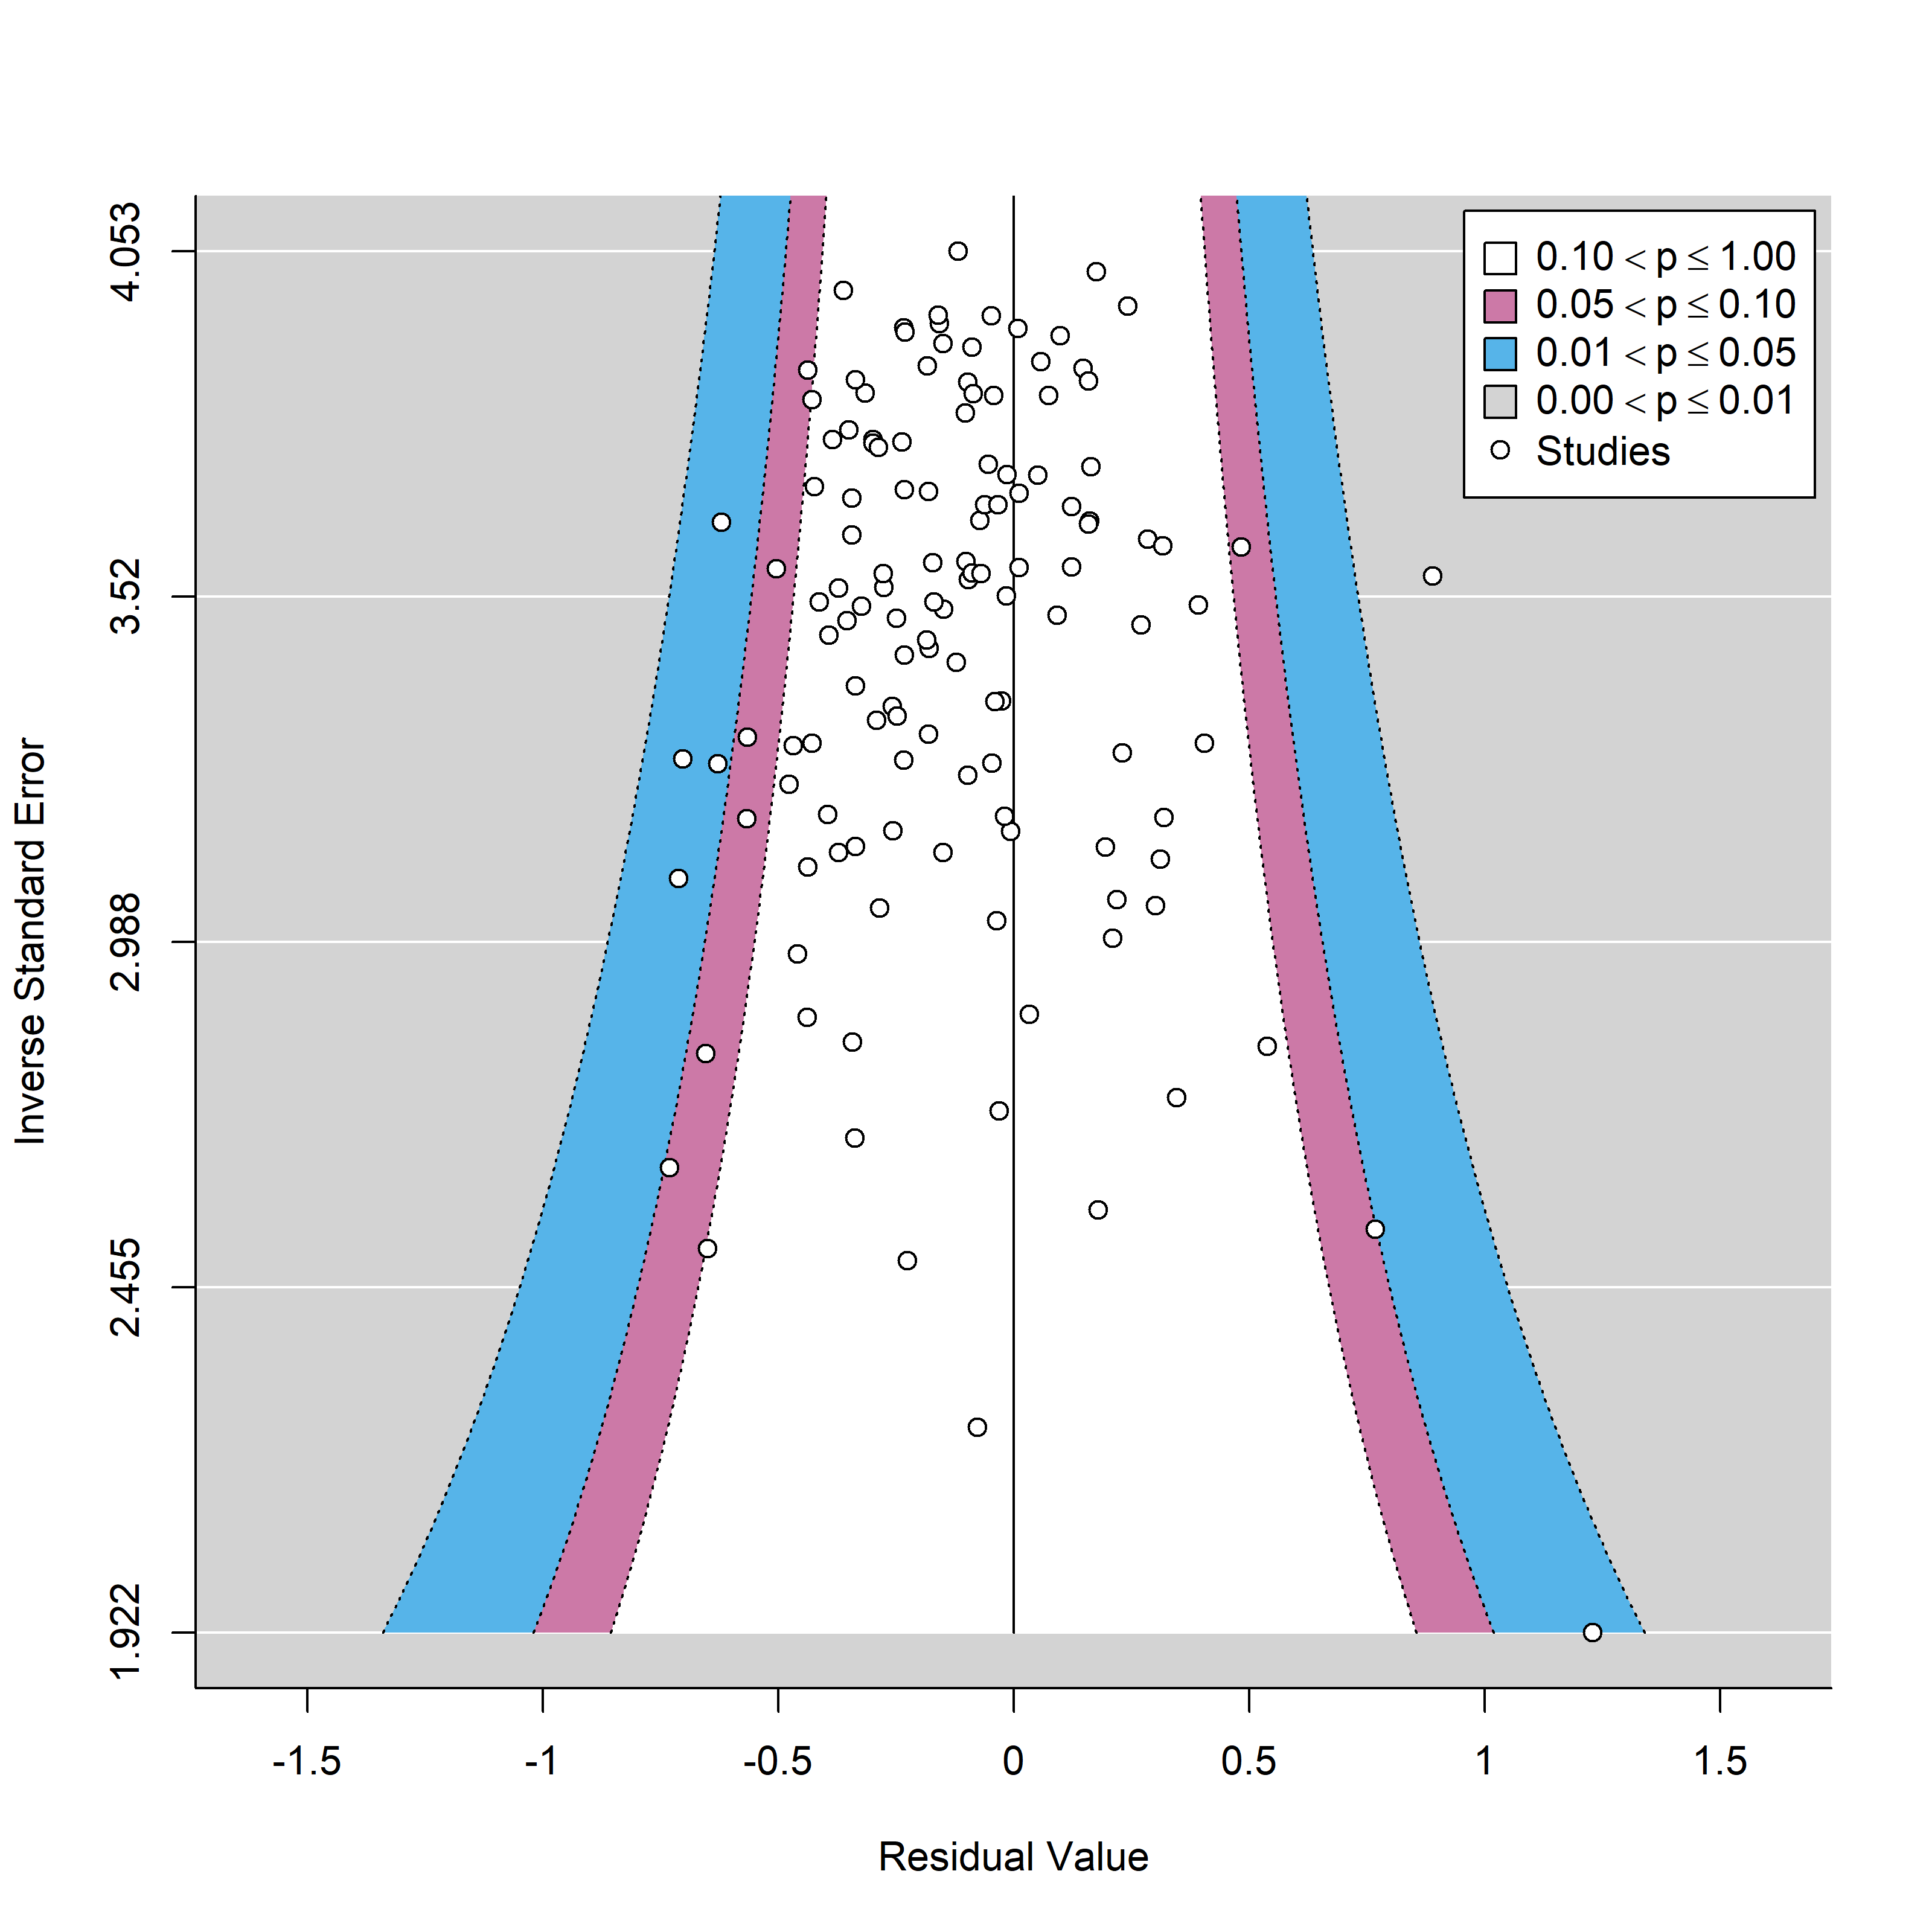 4.053
3.52
2.988
2.455
1.922
Inverse Standard Error
0.10 < p ≤ 1.00
0.05 < p ≤ 0.10
0.01 < p ≤ 0.05
0.00 < p ≤ 0.01
Studies
-1.5 -1 -0.5 0 0.5 1 1.5
Residual Value